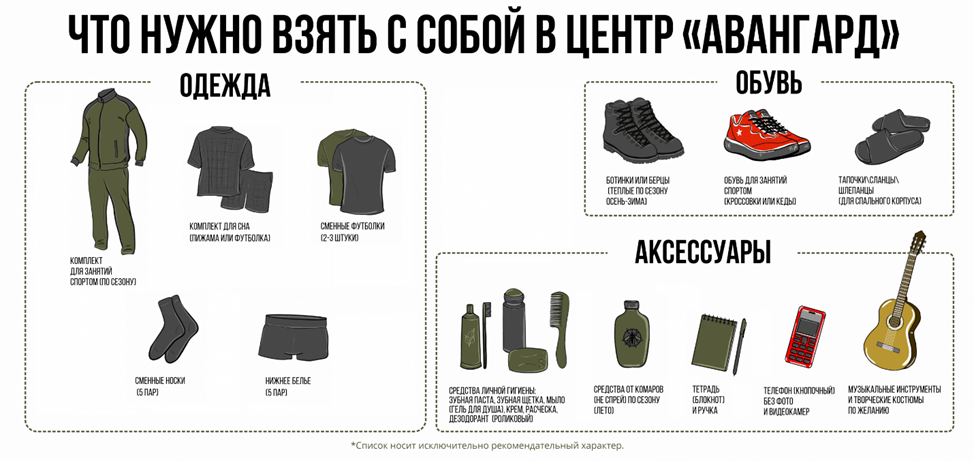 ЧТО НУЖНО ВЗЯТЬ С СОБОЙ В ЦЕНТР «АВАНГАРД»
ОДЕЖДА
КОМПЛЕКТ
ДЛЯ ЗАНЯТИЙ
СПОРТОМ (ПО СЕЗОНУ)
КОМПЛЕКТ ДЛЯ СНА
(ПИЖАМА ИЛИ ФУТБОЛКА)
СМЕННЫЕ ФУТБОЛКИ
(2-3 ШТУКИ)
СМЕННЫЕ НОСКИ
(5 ПАР)
НИЖНЕЕ БЕЛЬЕ
(5 ПАР)
ОБУВЬ
БОТИНКИ ИЛИ БЕРЦЫ
(ТЕПЛЫЕ ПО СЕЗОНУ
ОСЕНЬ-ЗИМА)
ОБУВЬ ДЛЯ ЗАНЯТИЙ
СПОРТОМ
(КРОССОВКИ ИЛИ КЕДЫ)
ТАПОЧКИ\СЛАНЦЫ\
ШЛЕПАНЦЫ
(ДЛЯ СПАЛЬНОГО КОРПУСА)
АКСЕССУАРЫ
СРЕДСТВА ЛИЧНОЙ ГИГИЕНЫ:
ЗУБНАЯ ПАСТА, ЗУБНАЯ ЩЕТКА, МЫЛО
(ГЕЛЬ ДЛЯ ДУША), КРЕМ, РАСЧЕСКА,
ДЕЗОДОРАНТ (РОЛИКОВЫЙ)
СРЕДСТВА ОТ КОМАРОВ
(НЕ СПРЕЙ) ПО СЕЗОНУ
(ЛЕТО)
ТЕТРАДЬ
(БЛОКНОТ)
И РУЧКА
ТЕЛЕФОН (КНОПОЧНЫЙ)
БЕЗ ФОТО
И ВИДЕОКАМЕР
МУЗЫКАЛЬНЫЕ ИНСТРУМЕНТЫ
И ТВОРЧЕСКИЕ КОСТЮМЫ
ПО ЖЕЛАНИЮ
*Список носит исключительно рекомендательный характер.